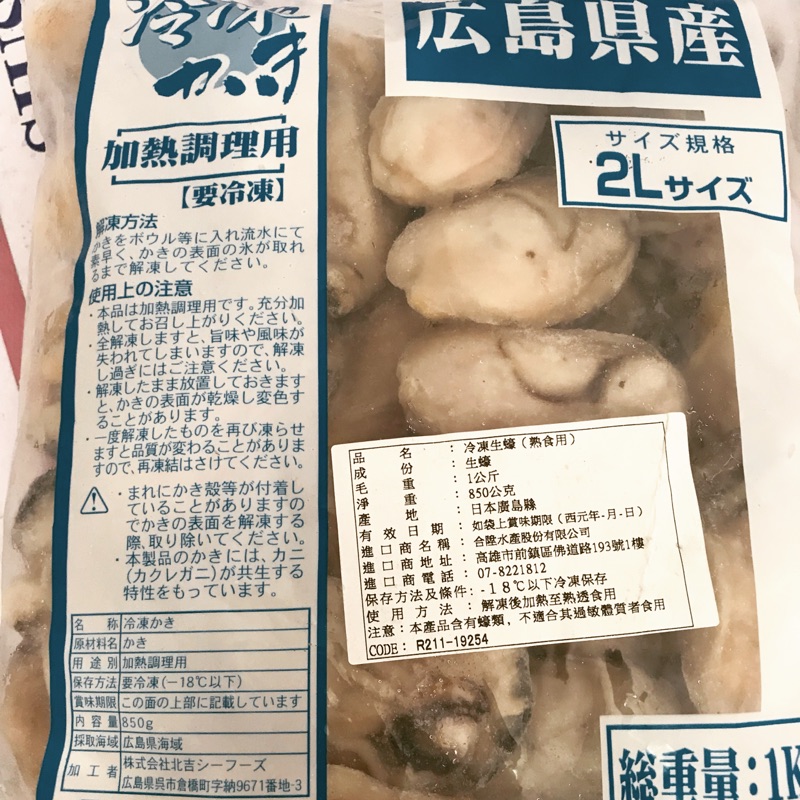 冷凍
かき
加熱調理用
【要冷凍】
解凍方法
かきをボウル等に入れ流水にて
素早く、かきの表面の氷が取れ
るまで解凍してください。
使用上の注意
・本品は加熱調理用です。充分加
熱してお召し上がりください。
・全解凍しますと、旨味や風味が
失われてしまいますので、解凍
し過ぎにはご注意ください。
・解凍したまま放置しておきます
と、かきの表面が乾燥し変色す
ることがあります。
・一度解凍したものを再び凍らせ
ますと品質が変わることがありま
すので、再凍結はさけてください。
・まれにかき殻等が付着し
ていることがありますの
でかきの表面を解凍する
際、取り除いてください。
・本製品のかきには、カニ
(カクレガニ)が共生する
特性をもっています。
名 称 冷凍かき
原材料名 かき
用途別 加熱調理用
保存方法 要冷凍(−18℃以下)
賞味期限 この面の上部に記載しています
内容量 850g
採取海域 広島県海域
加工者 株式会社北吉シーフーズ
広島県呉市倉橋町字納9671番地-3
広島県産
サイズ規格
2Lサイズ
品名:冷凍生蠔(熟食用)
成份:生蠔
毛重:1公斤
淨重:850公克
產地:日本廣島縣
有效日期:如袋上賞味期限(西元年-月-日)
進口商名稱:合陞水產股份有限公司
進口商地址:高雄市前鎮區佛道路193號1樓
進口商電話:07-8221812
保存方法及條件:-18℃以下冷凍保存
使用方法:解凍後加熱至熟透食用
注意:本產品含有蠔類,不適合其過敏體質者食用
CODE: R211-19254
総重量:1K